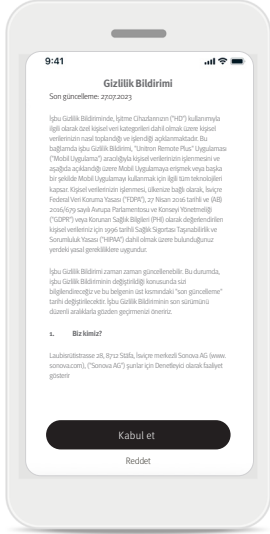 9:41
Gizlilik Bildirimi
Son güncelleme: 27.07.2023
İşbu Gizlilik Bildiriminde, İşitme Cihazlarınızın ("HD") kullanımıyla
ilgili olarak özel kişisel veri kategorileri dahil olmak üzere kişisel
verilerinizin nasıl toplandığı ve işlendiği açıklanmaktadır. Bu
bağlamda işbu Gizlilik Bildirimi, "Unitron Remote Plus" Uygulaması
("Mobil Uygulama") aracılığıyla kişisel verilerinizin işlenmesini ve
aşağıda açıklandığı üzere Mobil Uygulamaya erişmek veya başka
bir şekilde Mobil Uygulamayı kullanmak için ilgili tüm teknolojileri
kapsar. Kişisel verilerinizin işlenmesi, ülkenize bağlı olarak, İsviçre
Federal Veri Koruma Yasası ("FDPA"), 27 Nisan 2016 tarihli ve (AB)
2016/679 sayılı Avrupa Parlamentosu ve Konseyi Yönetmeliği
("GDPR") veya Korunan Sağlık Bilgileri (PHI) olarak değerlendirilen
kişisel verileriniz için 1996 tarihli Sağlık Sigortası Taşınabilirlik ve
Sorumluluk Yasası ("HIPAA") dahil olmak üzere bulunduğunuz
yerdeki yasal gerekliliklere uygundur.
İşbu Gizlilik Bildirimi zaman zaman güncellenebilir. Bu durumda,
işbu Gizlilik Bildiriminin değiştirildiği konusunda sizi
bilgilendireceğiz ve bu belgenin üst kısmındaki "son güncelleme"
tarihi değiştirilecektir. İşbu Gizlilik Bildiriminin son sürümünü
düzenli aralıklarla gözden geçirmenizi öneririz.
1. Biz kimiz?
Laubisrütistrasse 28, 8712 Stäfa, İsviçre merkezli Sonova AG (www.
sonova.com), ("Sonova AG") şunlar için Denetleyici olarak faaliyet
gösterir
Kabul et
Reddet